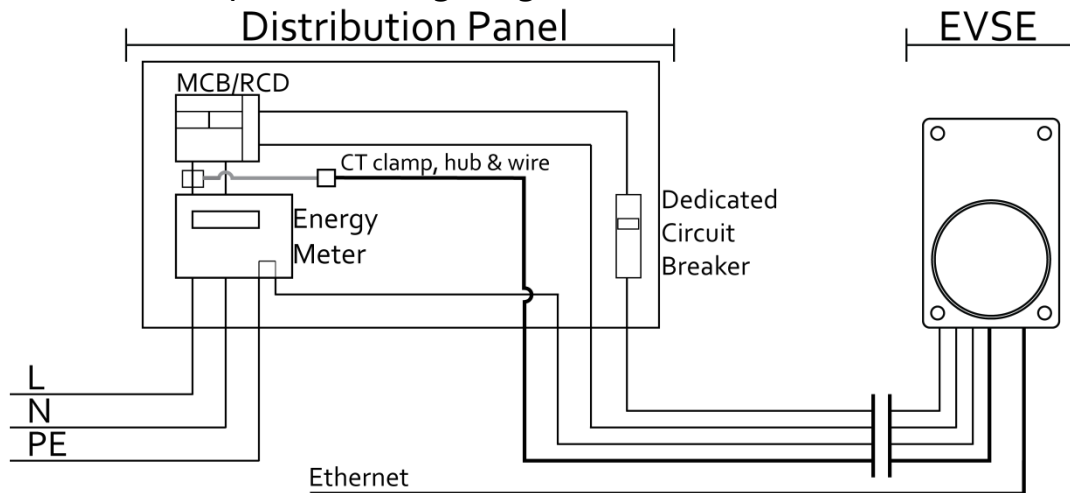 Distribution Panel
EVSE
MCB/RCD
CT clamp, hub & wire
Energy
Meter
Dedicated
Circuit
Breaker
L
N
PE
Ethernet